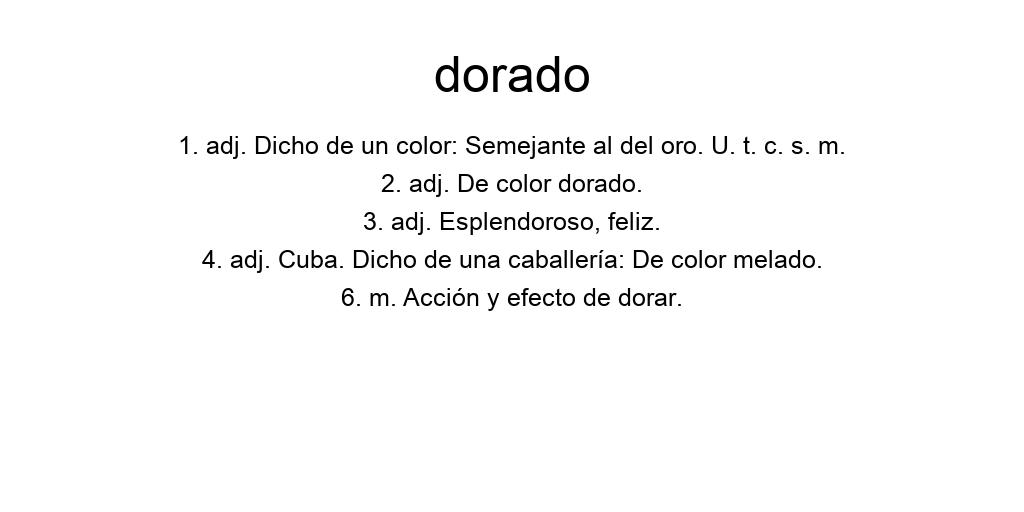 dorado
1. adj. Dicho de un color: Semejante al del oro. U. t. c. s. m.
2. adj. De color dorado.
3. adj. Esplendoroso, feliz.
4. adj. Cuba. Dicho de una caballería: De color melado.
6. m. Acción y efecto de dorar.